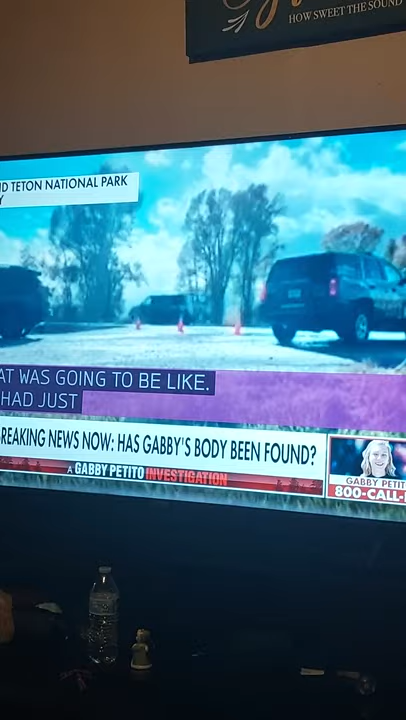 HOW SWEET THE SOUND
D TETON NATIONAL PARK
Y
AT WAS GOING TO BE LIKE.
HAD JUST
REAKING NEWS NOW: HAS GABBY'S BODY BEEN FOUND?
A GABBY PETITO INVESTIGATION
GABBY PETIT
800-CALL-